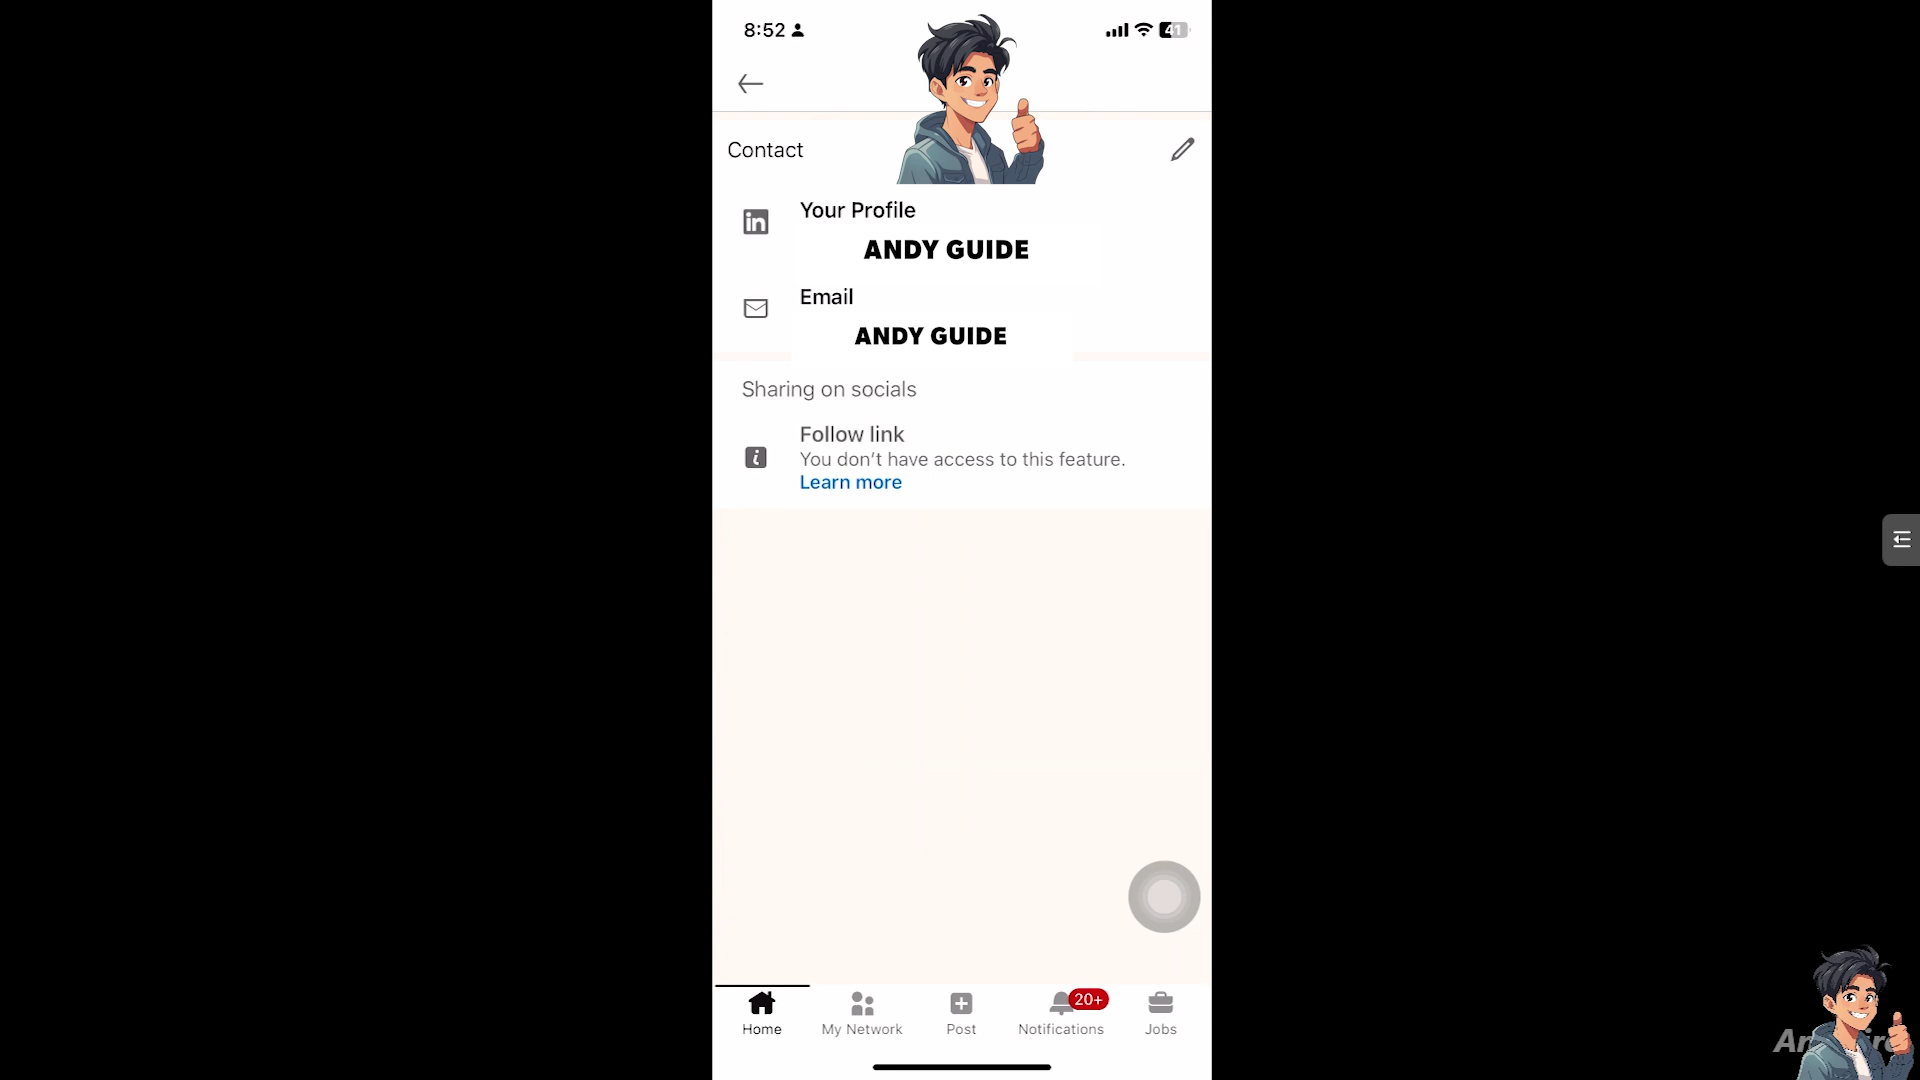 8:52
41
Contact
Your Profile
ANDY GUIDE
Email
ANDY GUIDE
Sharing on socials
Follow link
You don't have access to this feature.
Learn more
Home
My Network
Post
20+
Notifications
Jobs